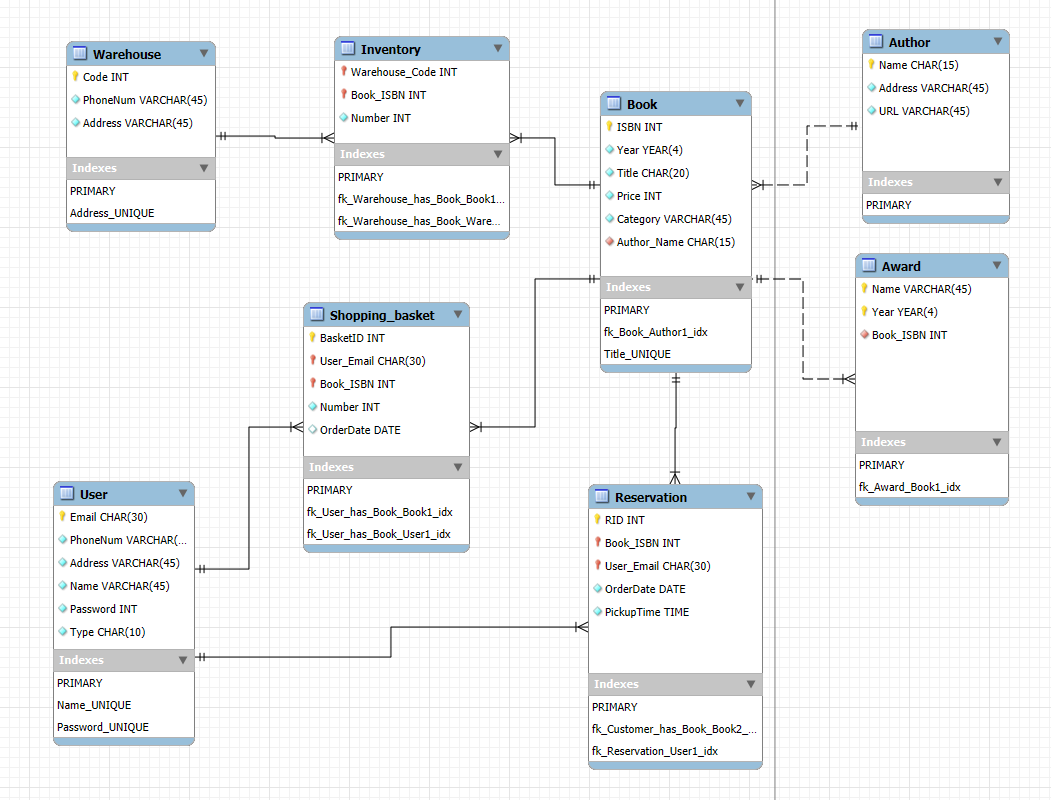 Warehouse
Code INT
PhoneNum VARCHAR(45)
Address VARCHAR(45)
Indexes
PRIMARY
Address_UNIQUE
Inventory
Warehouse_Code INT
Book_ISBN INT
Number INT
Indexes
PRIMARY
fk_Warehouse_has_Book_Book1...
fk_Warehouse_has_Book_Ware...
Book
ISBN INT
Year YEAR(4)
Title CHAR(20)
Price INT
Category VARCHAR(45)
Author_Name CHAR(15)
Indexes
PRIMARY
fk_Book_Author1_idx
Title_UNIQUE
Author
Name CHAR(15)
Address VARCHAR(45)
URL VARCHAR(45)
Indexes
PRIMARY
Award
Name VARCHAR(45)
Year YEAR(4)
Book_ISBN INT
Indexes
PRIMARY
fk_Award_Book1_idx
Shopping_basket
BasketID INT
User_Email CHAR(30)
Book_ISBN INT
Number INT
OrderDate DATE
Indexes
PRIMARY
fk_User_has_Book_Book1_idx
fk_User_has_Book_User1_idx
User
Email CHAR(30)
PhoneNum VARCHAR(...
Address VARCHAR(45)
Name VARCHAR(45)
Password INT
Type CHAR(10)
Indexes
PRIMARY
Name_UNIQUE
Password_UNIQUE
Reservation
RID INT
Book_ISBN INT
User_Email CHAR(30)
OrderDate DATE
PickupTime TIME
Indexes
PRIMARY
fk_Customer_has_Book_Book2_...
fk_Reservation_User1_idx